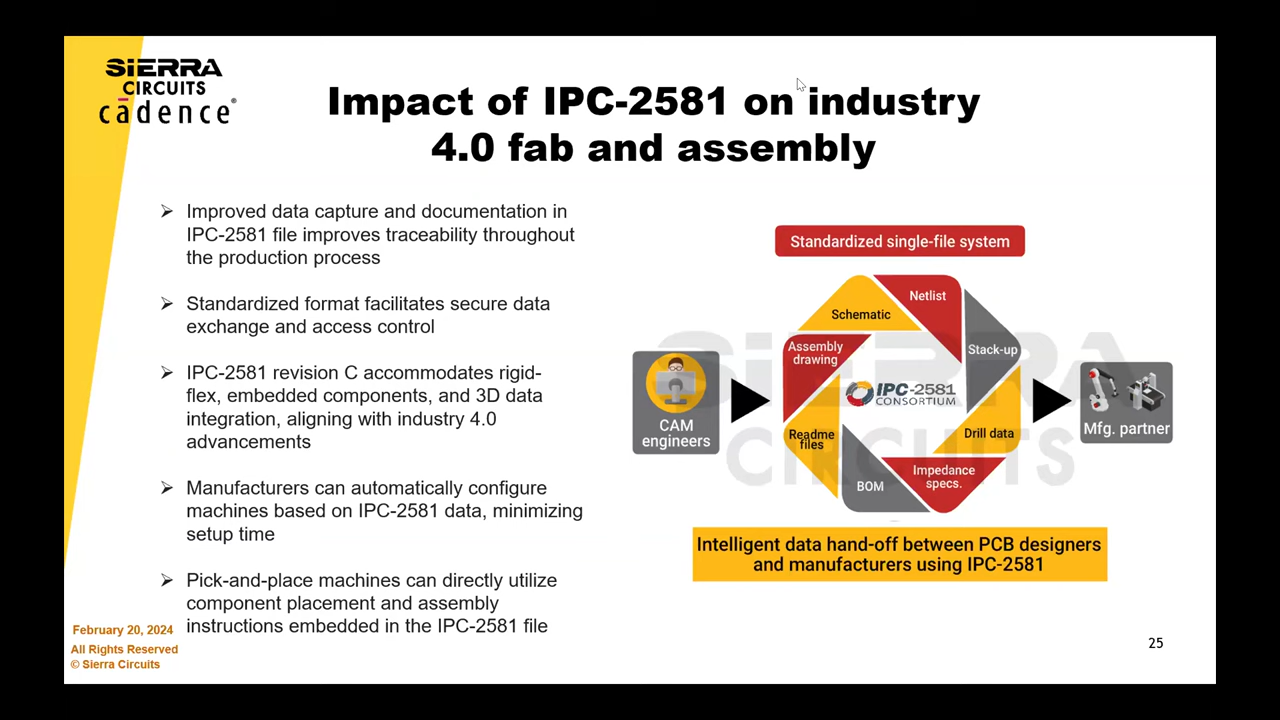 SIERRA
CIRCUITS
cādence®
Impact of IPC-2581 on industry
4.0 fab and assembly
➢ Improved data capture and documentation in
IPC-2581 file improves traceability throughout
the production process
➢ Standardized format facilitates secure data
exchange and access control
➢ IPC-2581 revision C accommodates rigid-
flex, embedded components, and 3D data
integration, aligning with industry 4.0
advancements
➢ Manufacturers can automatically configure
machines based on IPC-2581 data, minimizing
setup time
➢ Pick-and-place machines can directly utilize
component placement and assembly
instructions embedded in the IPC-2581 file
Standardized single-file system
Schematic
Netlist
Stack-up
Drill data
Impedance
specs.
BOM
Readme
files
Assembly
drawing
IPC-2581
CONSORTIUM
CAM
engineers
Mfg. partner
SIERRA
CIRCUITS
Intelligent data hand-off between PCB designers
and manufacturers using IPC-2581
February 20, 2024
All Rights Reserved
© Sierra Circuits
25